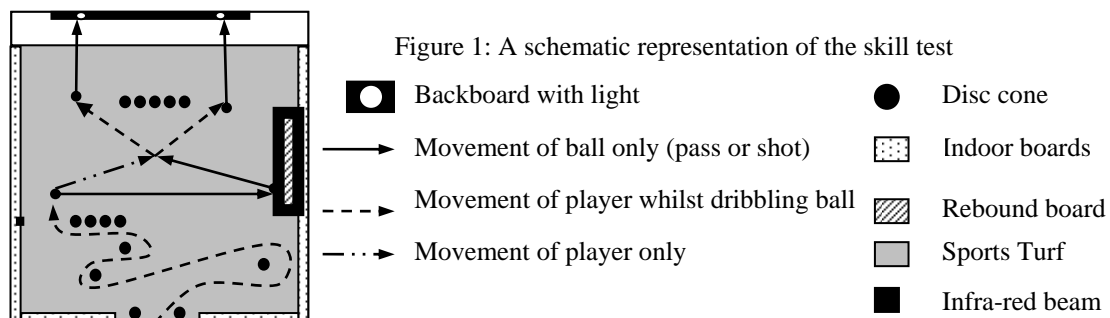 Figure 1: A schematic representation of the skill test
Backboard with light
Disc cone
Movement of ball only (pass or shot)
Indoor boards
Movement of player whilst dribbling ball
Rebound board
Movement of player only
Sports Turf
Infra-red beam